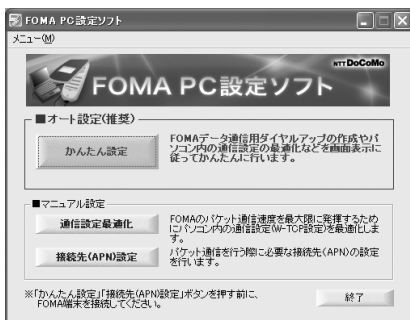 FOMA PC設定ソフト
メニュー(M)
NTT DoCoMo
FOMA PC設定ソフト
■オート設定(推奨)
かんたん設定
FOMAデータ通信用ダイヤルアップの作成やパ
ソコン内の通信設定の最適化などを画面表示に
従ってかんたんに行います。
■マニュアル設定
通信設定最適化
FOMAのパケット通信速度を最大限に発揮するため
にパソコン内の通信設定(W-TCP設定)を最適化しま
す。
接続先(APN)設定
パケット通信を行う際に必要な接続先(APN)の設定
を行います。
※「かんたん設定」「接続先(APN)設定」ボタンを押す前に、
FOMA端末を接続してください。
終了